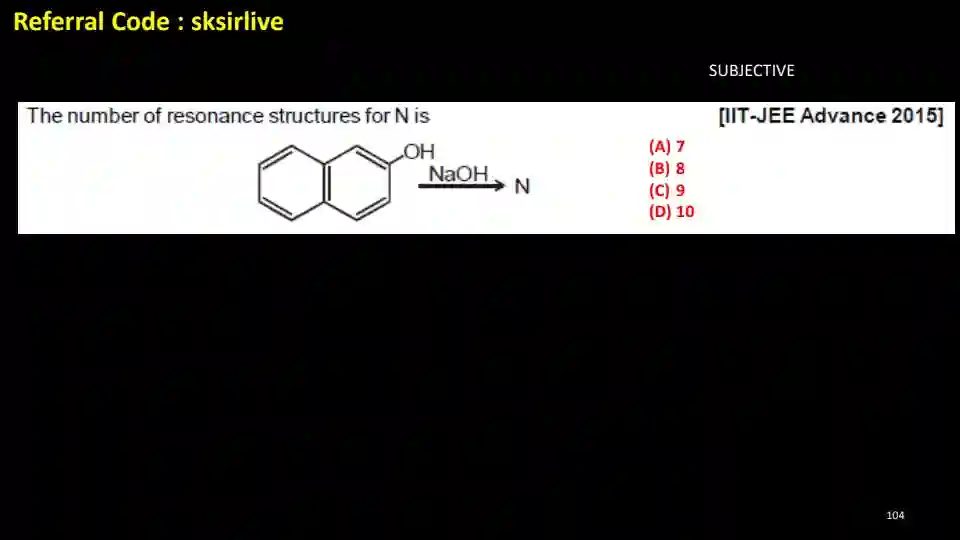 Referral Code : sksirlive
SUBJECTIVE
The number of resonance structures for N is [IIT-JEE Advance 2015]
OH
NaOH
N
(A) 7
(B) 8
(C) 9
(D) 10
104